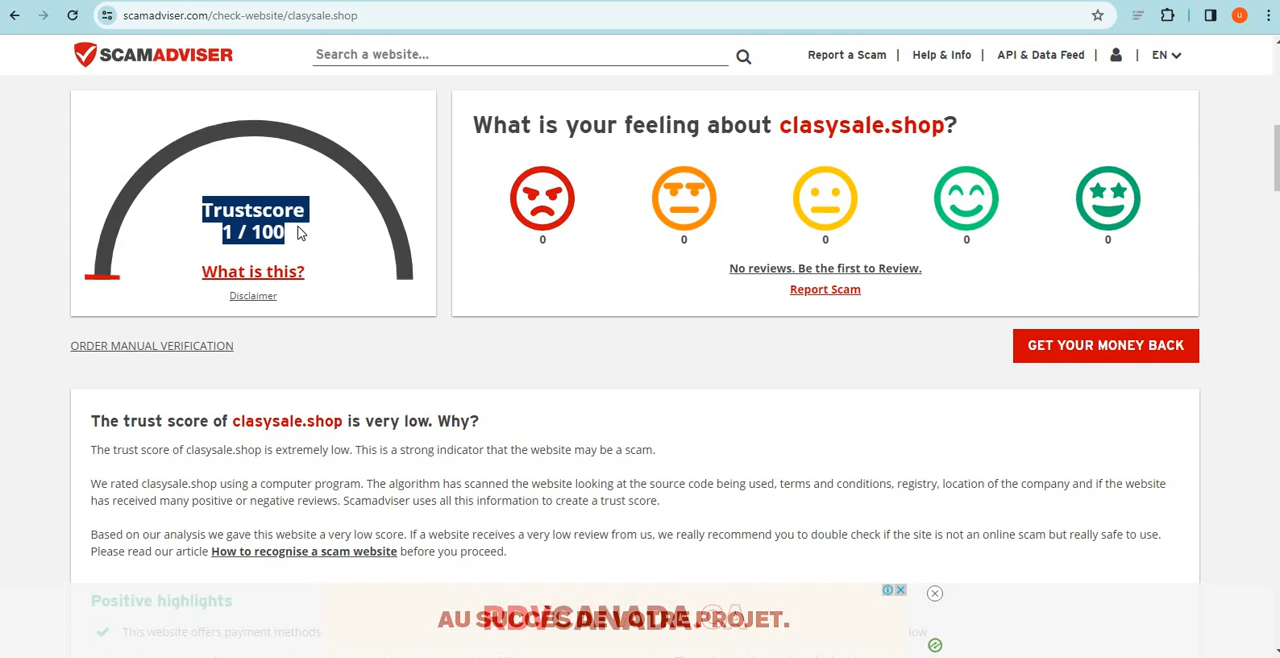 scamadviser.com/check-website/clasysale.shop
U
SCAMADVISER
Search a website...
Report a Scam | Help & Info | API & Data Feed | | EN
Trustscore
1 / 100
What is this?
Disclaimer
What is your feeling about clasysale.shop?
0 0 0 0 0
No reviews. Be the first to Review.
Report Scam
ORDER MANUAL VERIFICATION
GET YOUR MONEY BACK
The trust score of clasysale.shop is very low. Why?
The trust score of clasysale.shop is extremely low. This is a strong indicator that the website may be a scam.
We rated clasysale.shop using a computer program. The algorithm has scanned the website looking at the source code being used, terms and conditions, registry, location of the company and if the website
has received many positive or negative reviews. Scamadviser uses all this information to create a trust score.
Based on our analysis we gave this website a very low score. If a website receives a very low review from us, we really recommend you to double check if the site is not an online scam but really safe to use.
Please read our article How to recognise a scam website before you proceed.
Positive highlights
This website offers payment methods
low
AU SUCCÈS DE VOTRE PROJET.